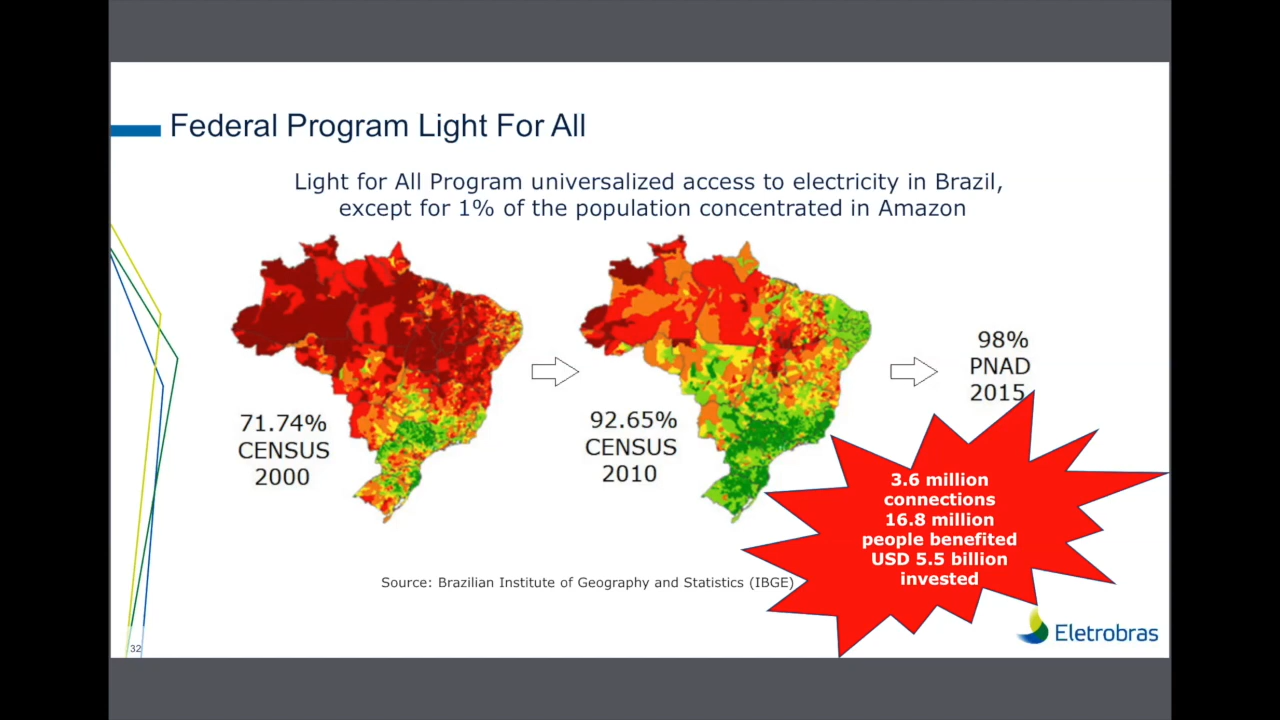 Federal Program Light For All
Light for All Program universalized access to electricity in Brazil,
except for 1% of the population concentrated in Amazon
71.74%
CENSUS
2000
92.65%
CENSUS
2010
98%
PNAD
2015
3.6 million
connections
16.8 million
people benefited
USD 5.5 billion
invested
Source: Brazilian Institute of Geography and Statistics (IBGE)
Eletrobras
32